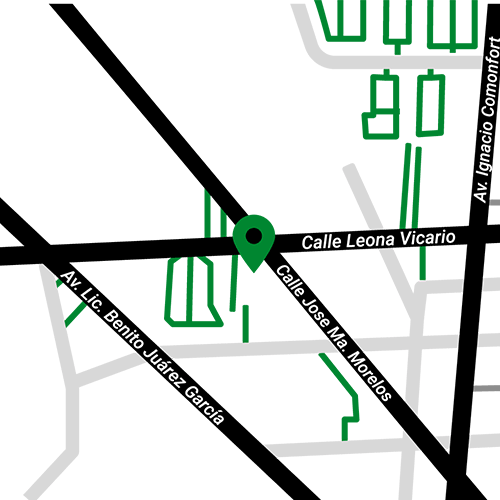 Av. Ignacio Comonfort
Calle Leona Vicario
Calle Jose Ma. Morelos
Av. Lic. Benito Juárez García